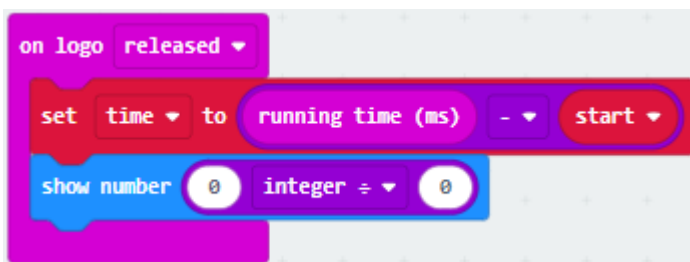 on logo released
set time to running time (ms) - start
show number 0 integer ÷ 0